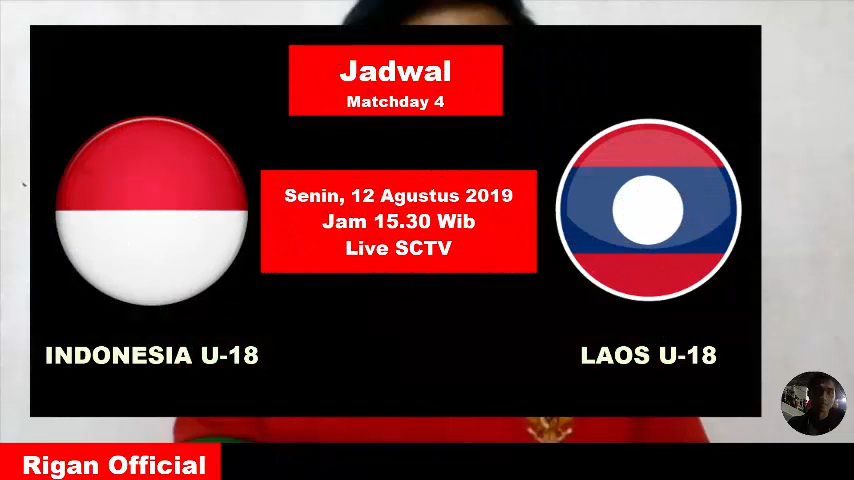 Jadwal
Matchday 4
Senin, 12 Agustus 2019
Jam 15.30 Wib
Live SCTV
INDONESIA U-18
LAOS U-18
Rigan Official